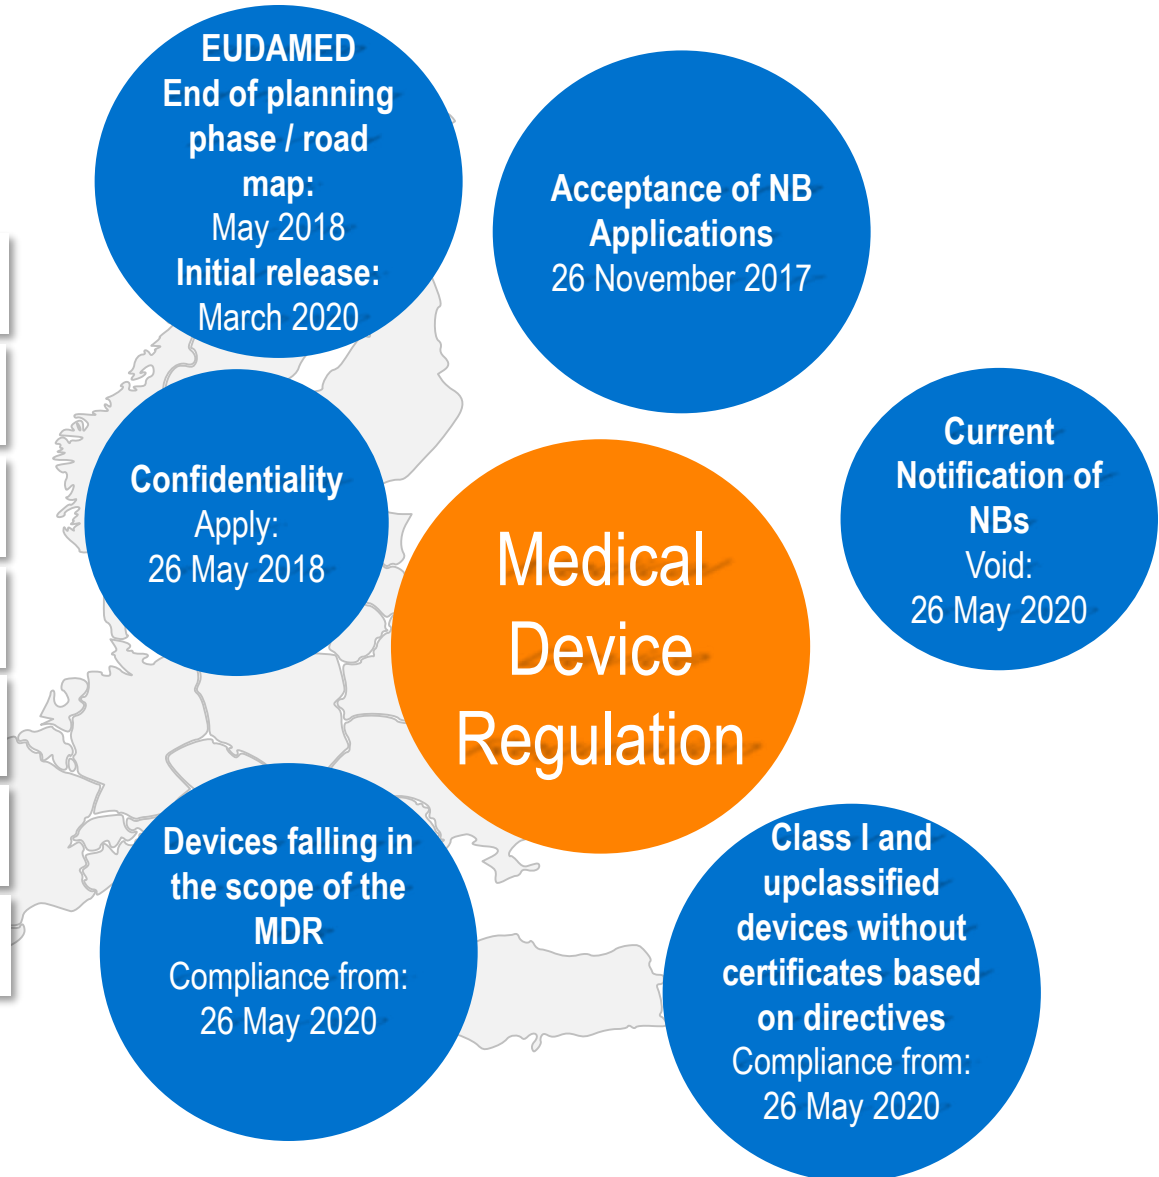 EUDAMED
End of planning
phase / road
map:
May 2018
Initial release:
March 2020
Acceptance of NB
Applications
26 November 2017
Current
Notification of
NBs
Void:
26 May 2020
Confidentiality
Apply:
26 May 2018
Medical
Device
Regulation
Devices falling in
the scope of the
MDR
Compliance from:
26 May 2020
Class I and
upclassified
devices without
certificates based
on directives
Compliance from:
26 May 2020